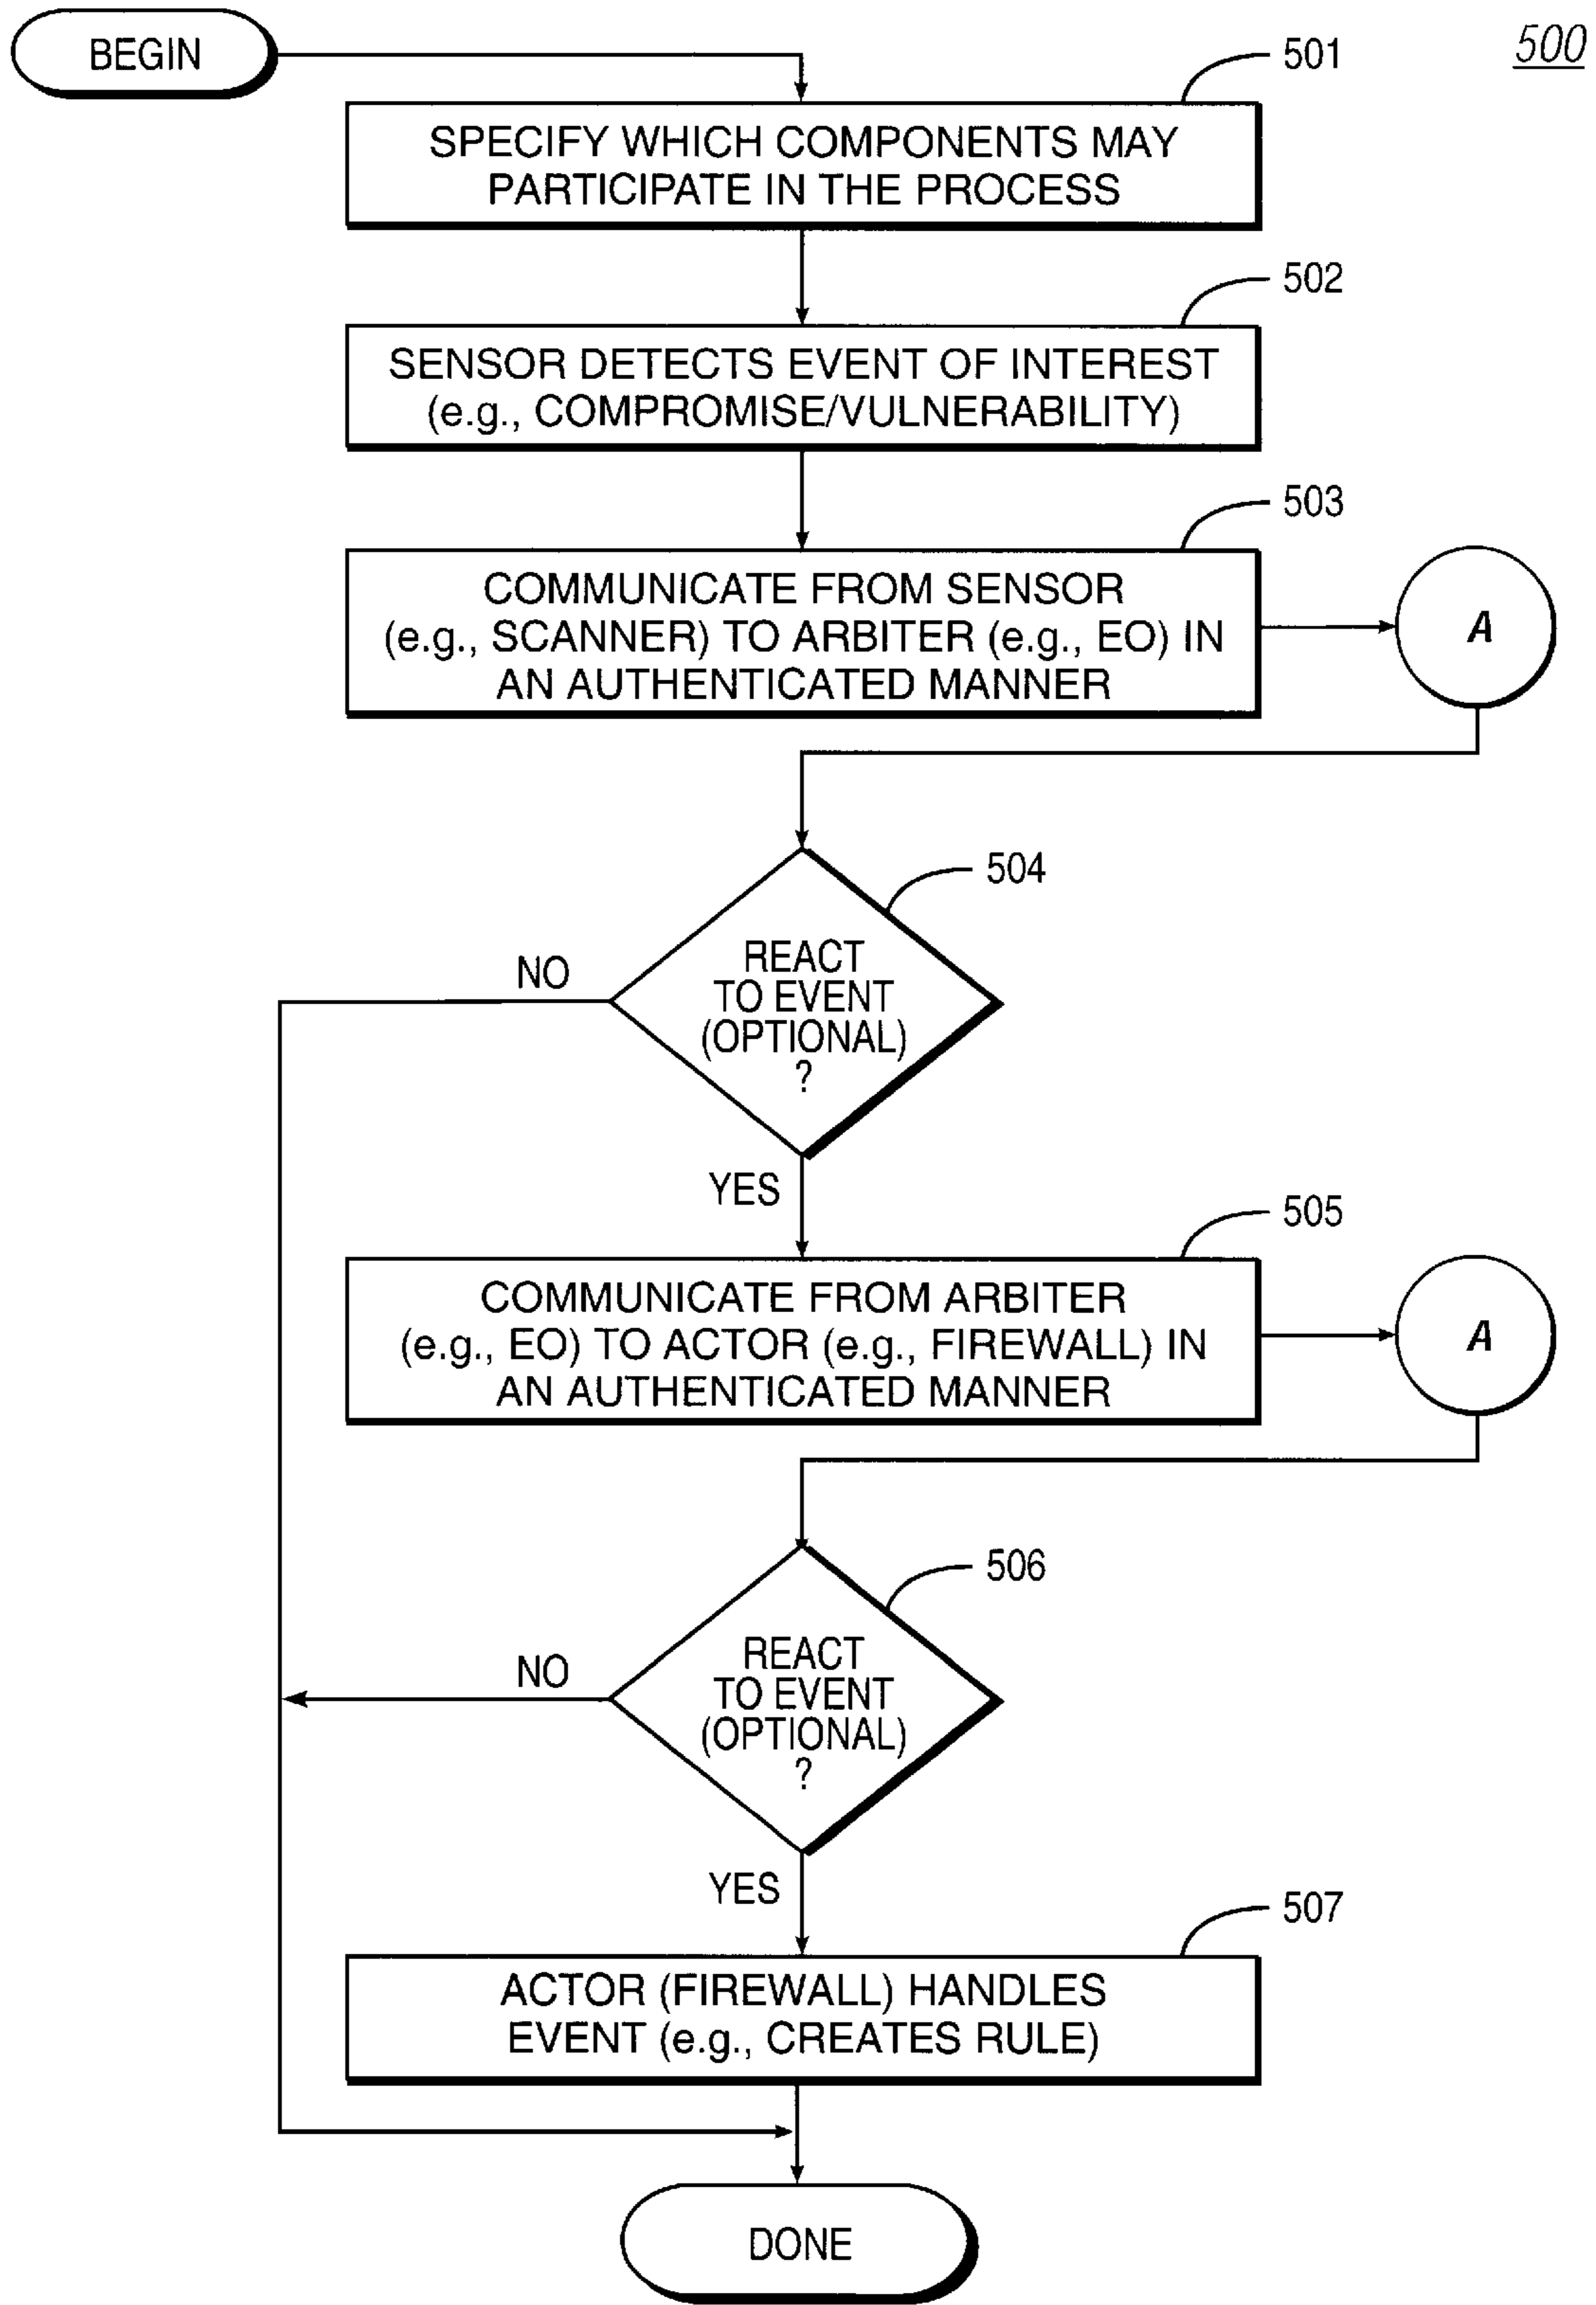 500
BEGIN
501
SPECIFY WHICH COMPONENTS MAY
PARTICIPATE IN THE PROCESS
502
SENSOR DETECTS EVENT OF INTEREST
(e.g., COMPROMISE/VULNERABILITY)
503
COMMUNICATE FROM SENSOR
(e.g., SCANNER) TO ARBITER (e.g., EO) IN
AN AUTHENTICATED MANNER
A
504
REACT
TO EVENT
(OPTIONAL)
?
NO
YES
505
COMMUNICATE FROM ARBITER
(e.g., EO) TO ACTOR (e.g., FIREWALL) IN
AN AUTHENTICATED MANNER
A
506
REACT
TO EVENT
(OPTIONAL)
?
NO
YES
507
ACTOR (FIREWALL) HANDLES
EVENT (e.g., CREATES RULE)
DONE